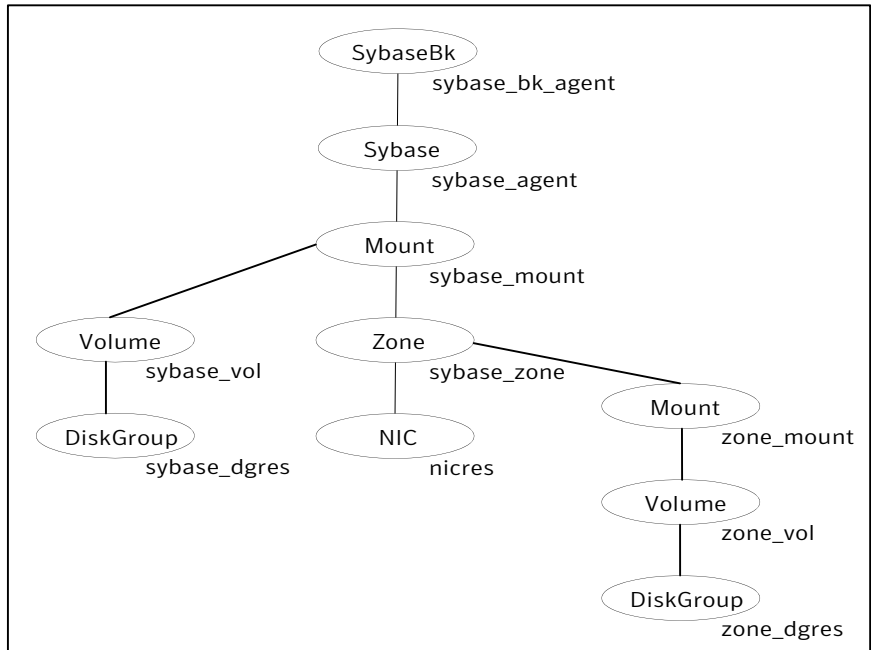 SybaseBk
sybase_bk_agent
Sybase
sybase_agent
Mount
sybase_mount
Volume
sybase_vol
Zone
sybase_zone
Mount
zone_mount
DiskGroup
sybase_dgres
NIC
nicres
Volume
zone_vol
DiskGroup
zone_dgres